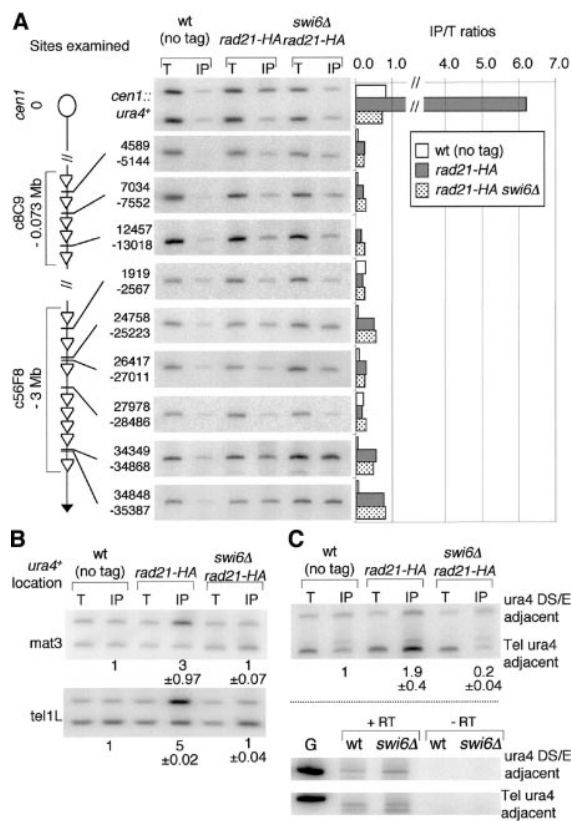 A
Sites examined
wt (no tag)
rad21-HA
swi6Δ rad21-HA
IP/T ratios
T IP T IP T IP
0.0 1.0 // 4.0 5.0 6.0 7.0
cen1
0
cen1::
ura4+
//
//
wt (no tag)
rad21-HA
rad21-HA swi6Δ
//
c8C9
- 0.073 Mb
4589
-5144
7034
-7552
12457
-13018
//
c56F8
- 3 Mb
1919
-2567
24758
-25223
26417
-27011
27978
-28486
34349
-34868
34848
-35387
B
ura4+ location
wt (no tag)
rad21-HA
swi6Δ rad21-HA
T IP T IP T IP
mat3
1 3 1
±0.97 ±0.07
tel1L
1 5 1
±0.02 ±0.04
C
wt (no tag)
rad21-HA
swi6Δ rad21-HA
T IP T IP T IP
ura4 DS/E adjacent
Tel ura4 adjacent
1 1.9 0.2
±0.4 ±0.04
+ RT - RT
G wt swi6Δ wt swi6Δ
ura4 DS/E adjacent
Tel ura4 adjacent